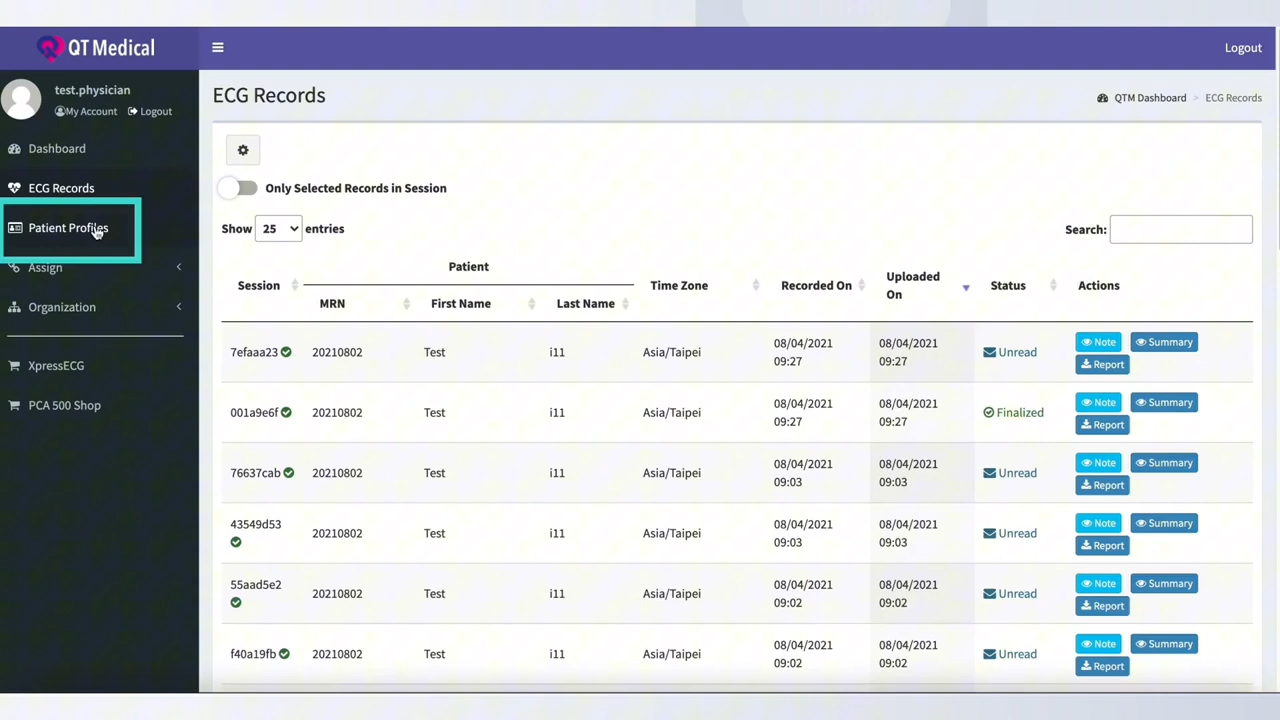 QT Medical
Logout
test.physician
My Account Logout
Dashboard
ECG Records
Patient Profiles
Assign
Organization
XpressECG
PCA 500 Shop
ECG Records
QTM Dashboard > ECG Records
Only Selected Records in Session
Show 25 entries
Search:
Session Patient Time Zone Recorded On Uploaded On Status Actions
MRN First Name Last Name
7efaaa23 20210802 Test i11 Asia/Taipei 08/04/2021 09:27 08/04/2021 09:27 Unread Note Summary Report
001a9e6f 20210802 Test i11 Asia/Taipei 08/04/2021 09:27 08/04/2021 09:27 Finalized Note Summary Report
76637cab 20210802 Test i11 Asia/Taipei 08/04/2021 09:03 08/04/2021 09:03 Unread Note Summary Report
43549d53 20210802 Test i11 Asia/Taipei 08/04/2021 09:03 08/04/2021 09:03 Unread Note Summary Report
55aad5e2 20210802 Test i11 Asia/Taipei 08/04/2021 09:02 08/04/2021 09:02 Unread Note Summary Report
f40a19fb 20210802 Test i11 Asia/Taipei 08/04/2021 09:02 08/04/2021 09:02 Unread Note Summary Report